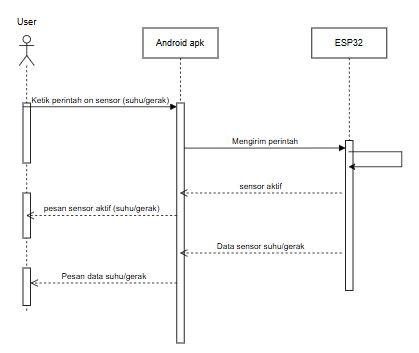 User
Android apk
ESP32
Ketik perintah on sensor (suhu/gerak)
Mengirim perintah
sensor aktif
pesan sensor aktif (suhu/gerak)
Data sensor suhu/gerak
Pesan data suhu/gerak